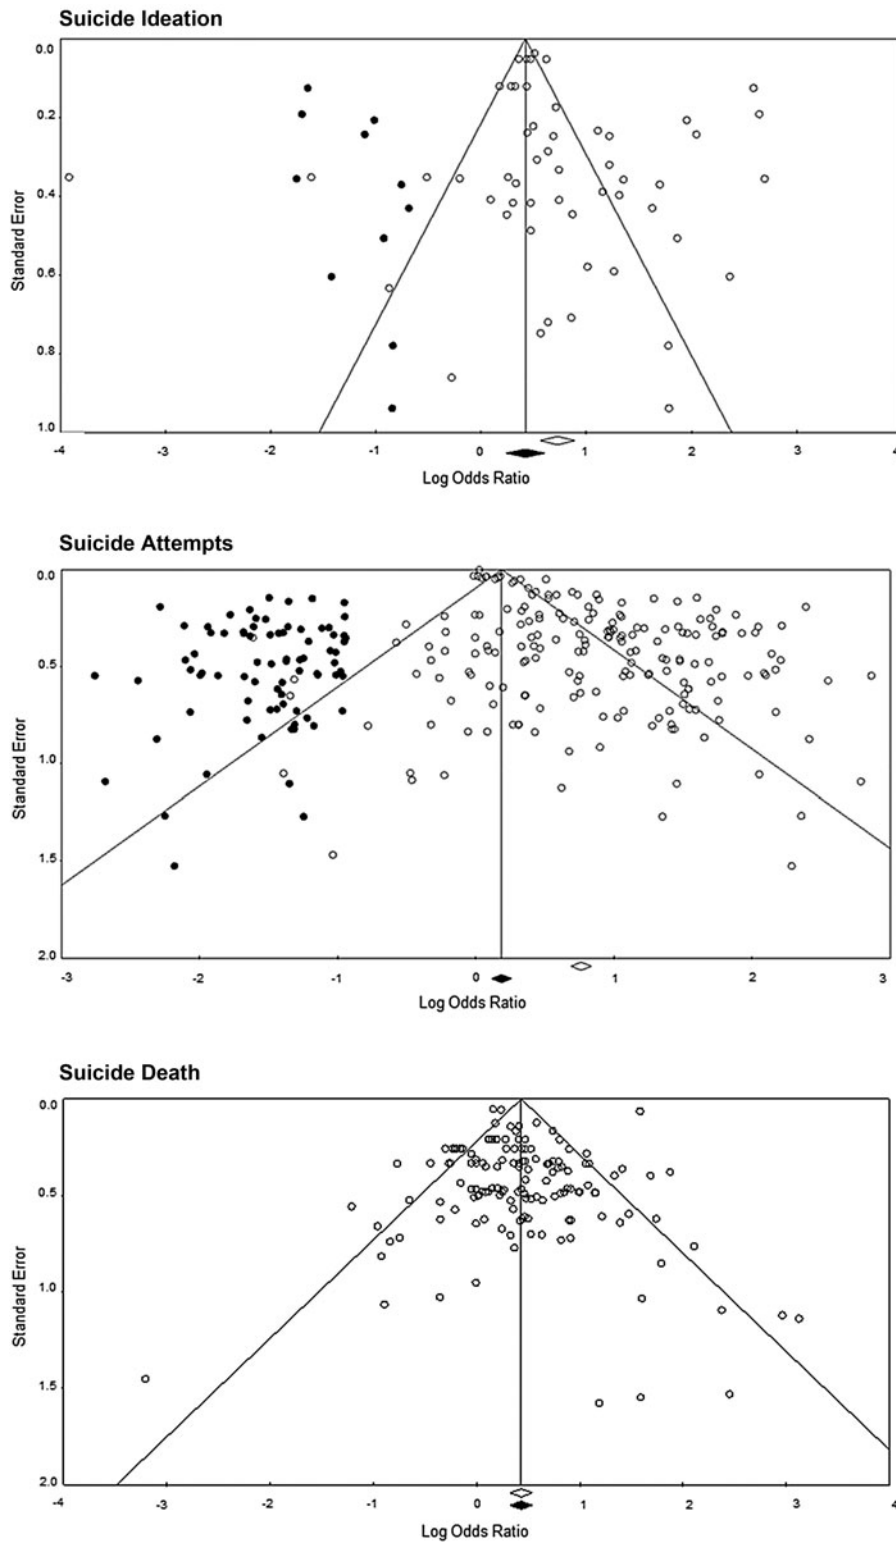 Suicide Ideation
0.0
0.2
0.4
0.6
0.8
1.0
Standard Error
-4 -3 -2 -1 0 1 2 3 4
Log Odds Ratio
Suicide Attempts
0.0
0.5
1.0
1.5
2.0
Standard Error
-3 -2 -1 0 1 2 3
Log Odds Ratio
Suicide Death
0.0
0.5
1.0
1.5
2.0
Standard Error
-4 -3 -2 -1 0 1 2 3 4
Log Odds Ratio